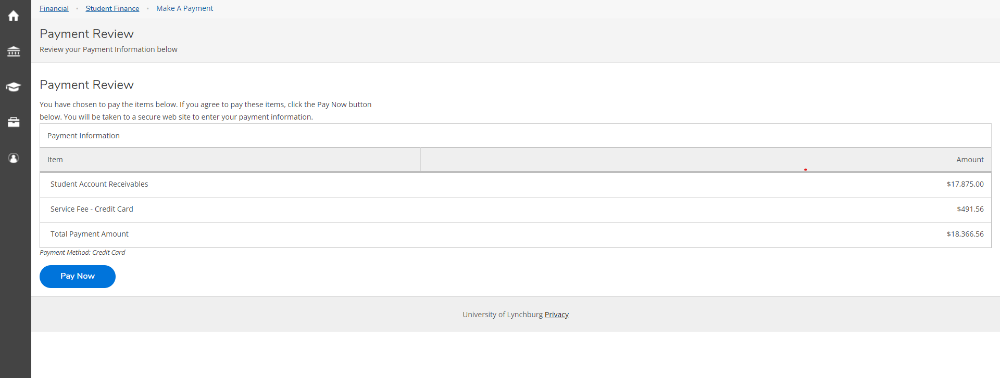 Financial • Student Finance • Make A Payment
Payment Review
Review your Payment Information below
Payment Review
You have chosen to pay the items below. If you agree to pay these items, click the Pay Now button
below. You will be taken to a secure web site to enter your payment information.
Payment Information
Item Amount
Student Account Receivables $17,875.00
Service Fee - Credit Card $491.56
Total Payment Amount $18,366.56
Payment Method: Credit Card
Pay Now
University of Lynchburg Privacy